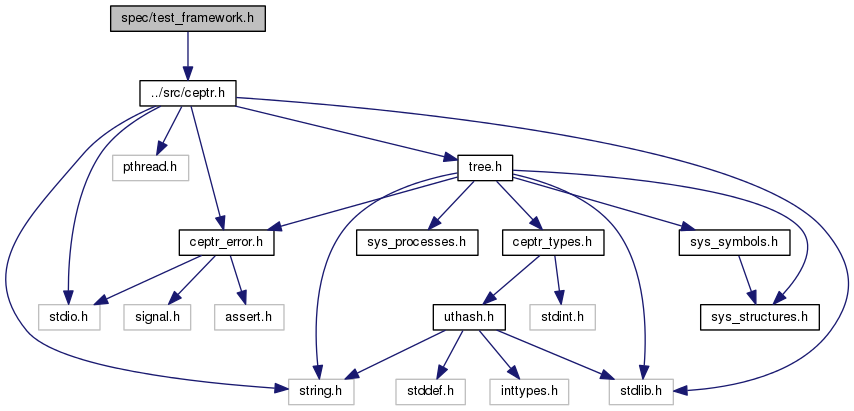 spec/test_framework.h
../src/ceptr.h
pthread.h
tree.h
ceptr_error.h
sys_processes.h
ceptr_types.h
sys_symbols.h
stdio.h
signal.h
assert.h
uthash.h
stdint.h
sys_structures.h
string.h
stddef.h
inttypes.h
stdlib.h